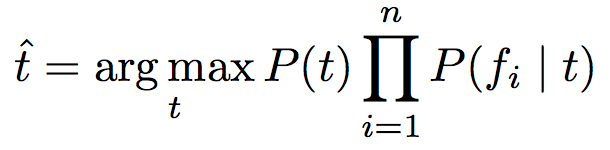 t̂ = arg max_t P(t) ∏_{i=1}^{n} P(f_i | t)